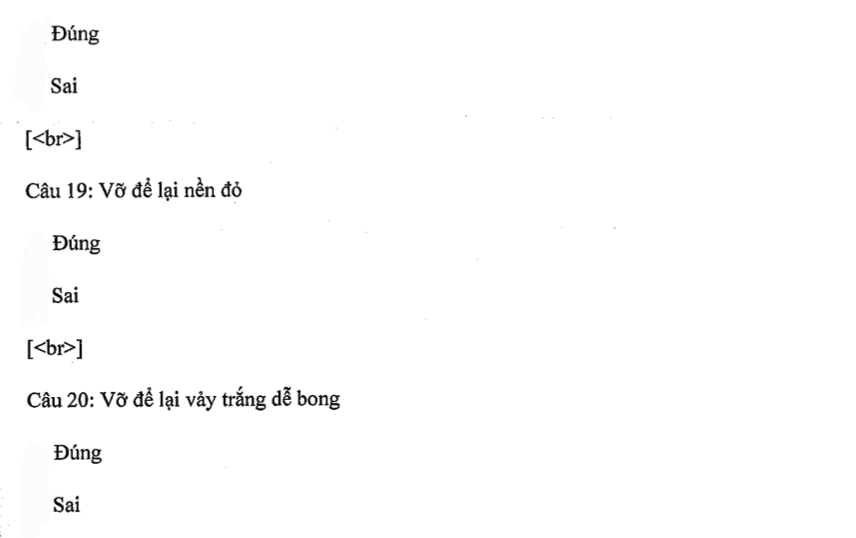 Đúng
Sai
[<br>]
Câu 19: Vỡ để lại nền đỏ
Đúng
Sai
[<br>]
Câu 20: Vỡ để lại vảy trắng dễ bong
Đúng
Sai